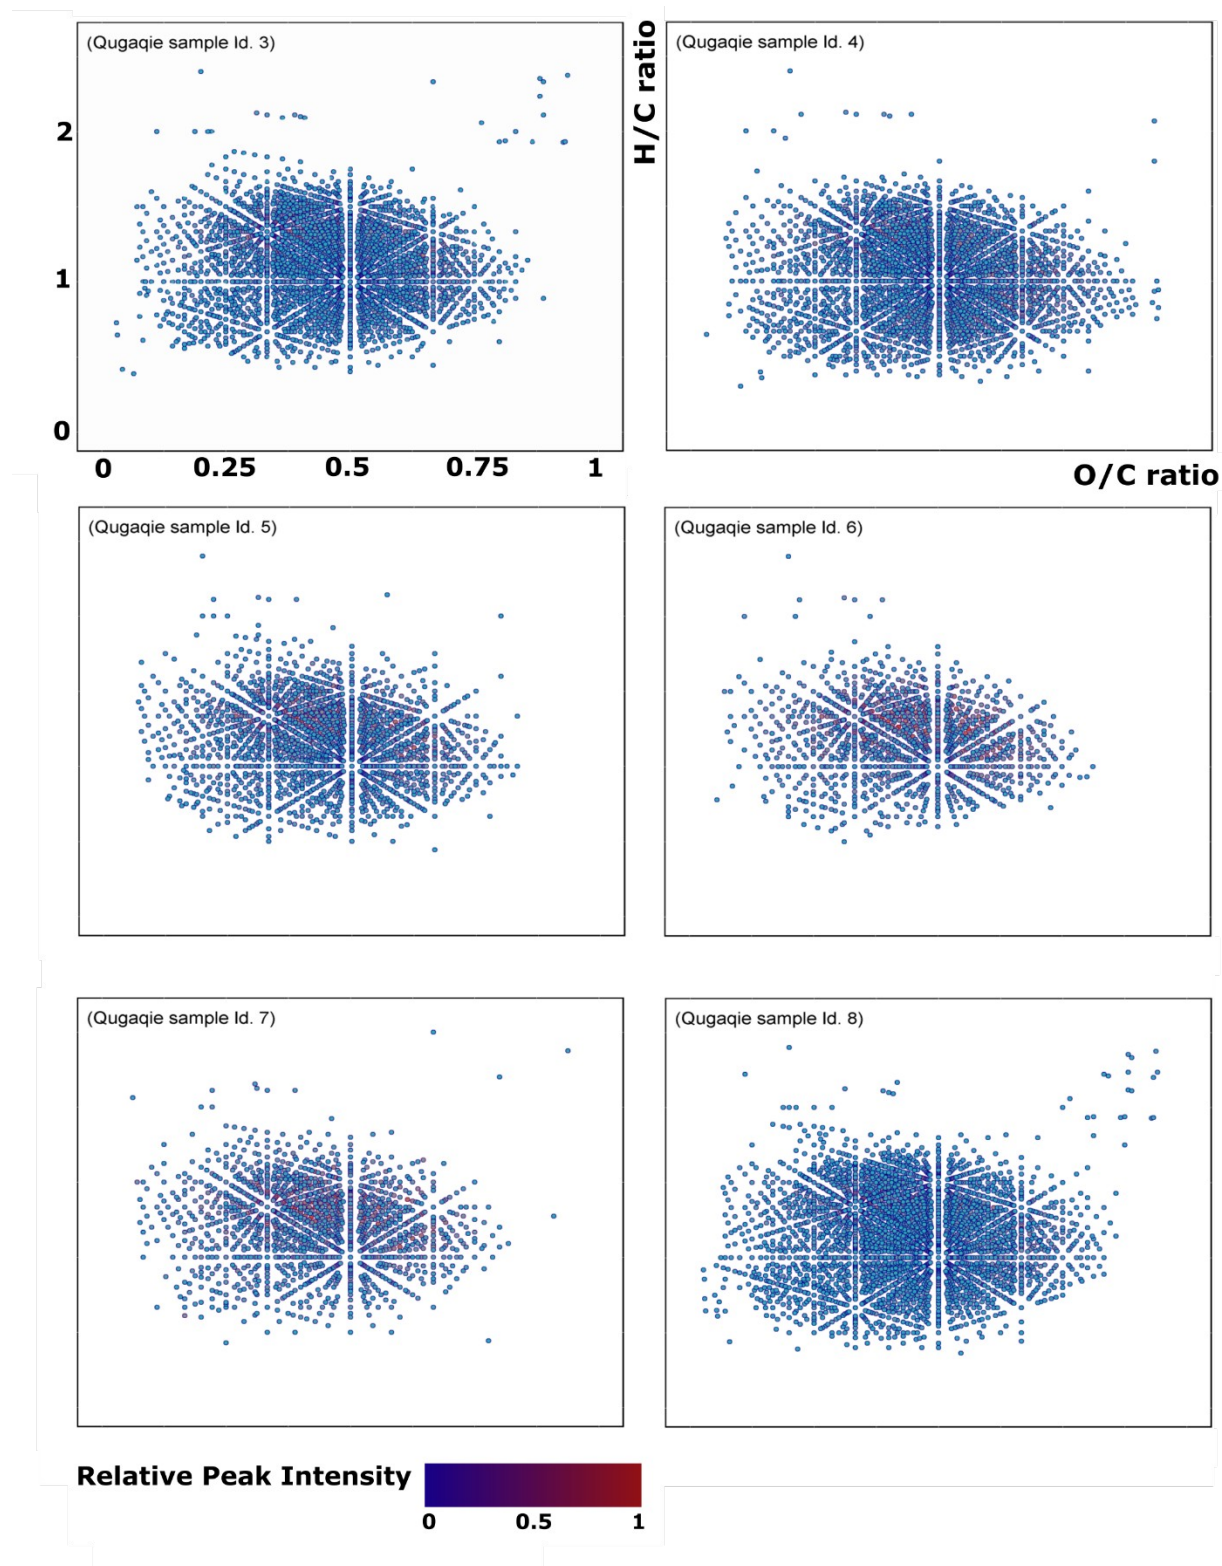 (Qugaqie sample Id. 3)
H/C ratio
(Qugaqie sample Id. 4)
2
1
0
0 0.25 0.5 0.75 1
O/C ratio
(Qugaqie sample Id. 5)
(Qugaqie sample Id. 6)
(Qugaqie sample Id. 7)
(Qugaqie sample Id. 8)
Relative Peak Intensity
0 0.5 1